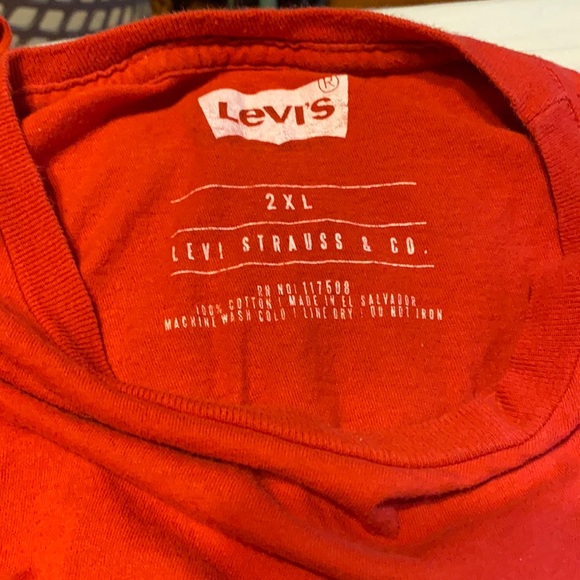 Levi's ®
2XL
LEVI STRAUSS & CO.
RN NO: 117508
100% COTTON | MADE IN EL SALVADOR
MACHINE WASH COLD | LINE DRY | DO NOT IRON